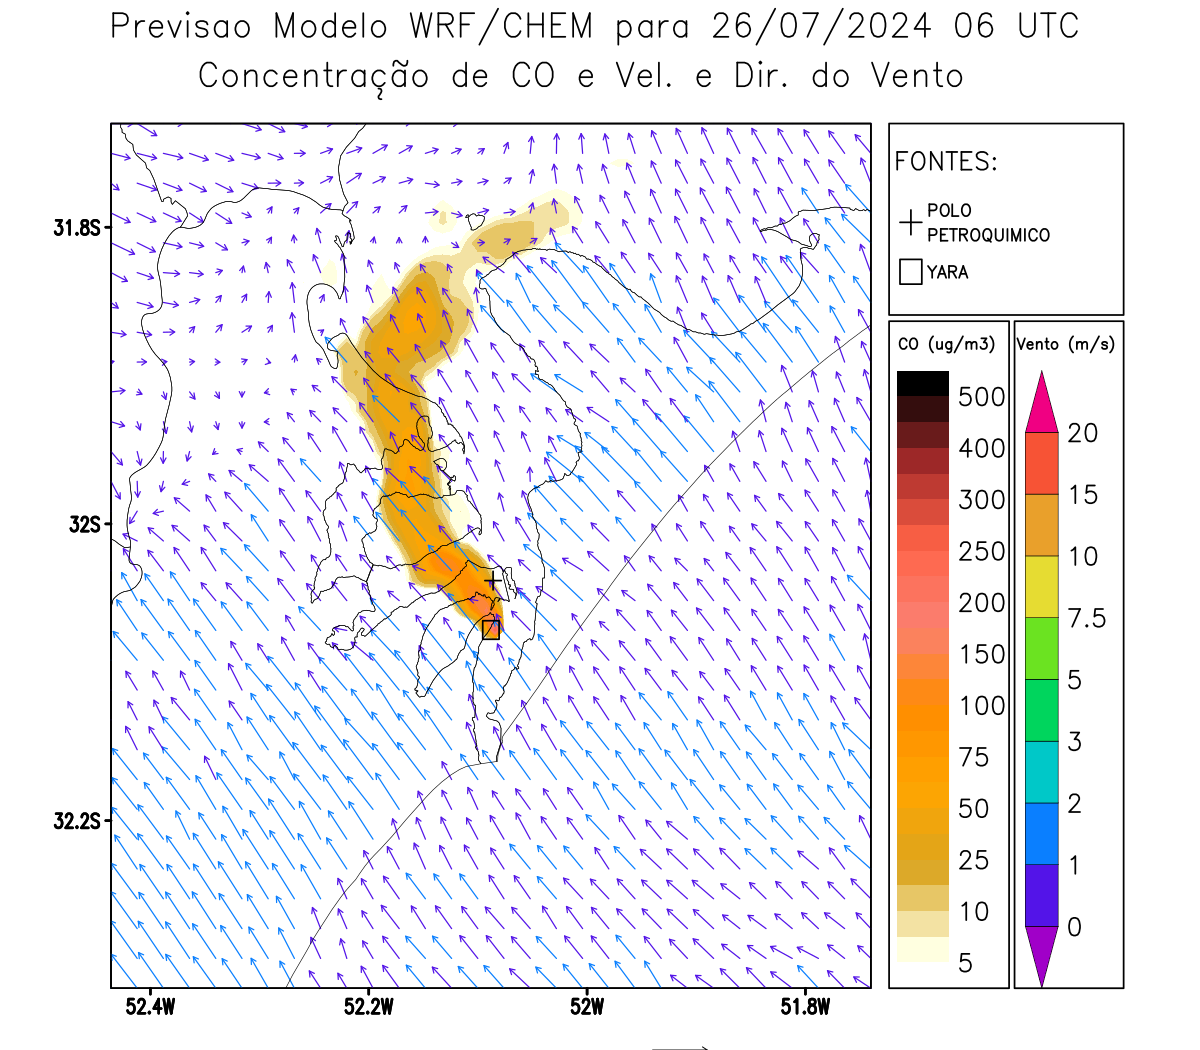 Previsao Modelo WRF/CHEM para 26/07/2024 06 UTC
Concentração de CO e Vel. e Dir. do Vento
FONTES:
POLO
PETROQUIMICO
YARA
CO (ug/m3)
500
400
300
250
200
150
100
75
50
25
10
5
Vento (m/s)
20
15
10
7.5
5
3
2
1
0
31.8S
32S
32.2S
52.4W
52.2W
52W
51.8W